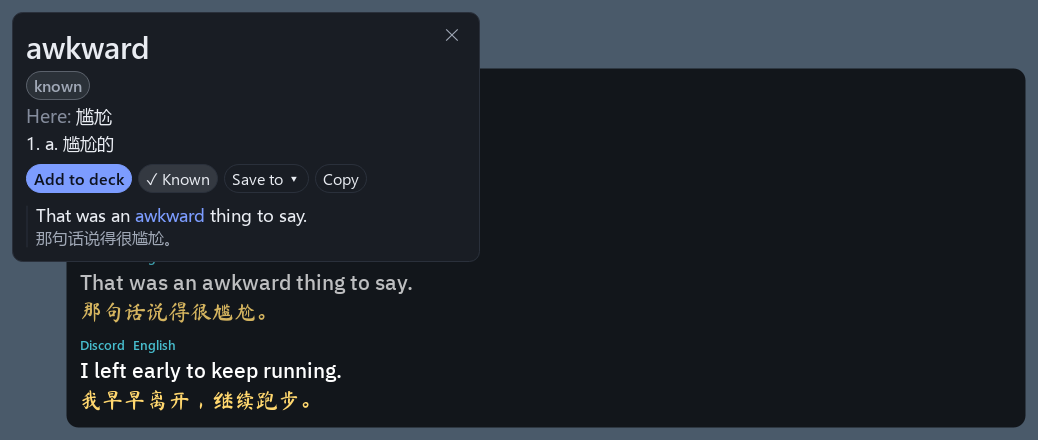 awkward
known
Here: 尴尬
1. a. 尴尬的
Add to deck ✓ Known Save to ▾ Copy
That was an awkward thing to say.
那句话说得很尴尬。
That was an awkward thing to say.
那句话说得很尴尬。
Discord English
I left early to keep running.
我早早离开，继续跑步。